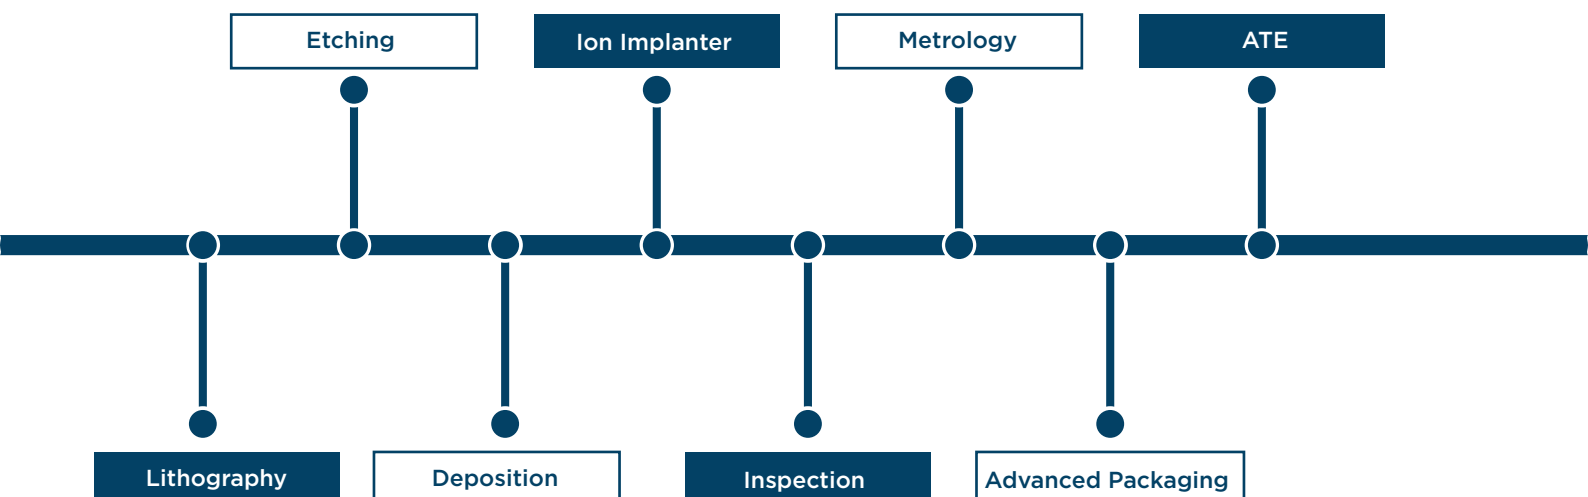 Etching
Ion Implanter
Metrology
ATE
Lithography
Deposition
Inspection
Advanced Packaging